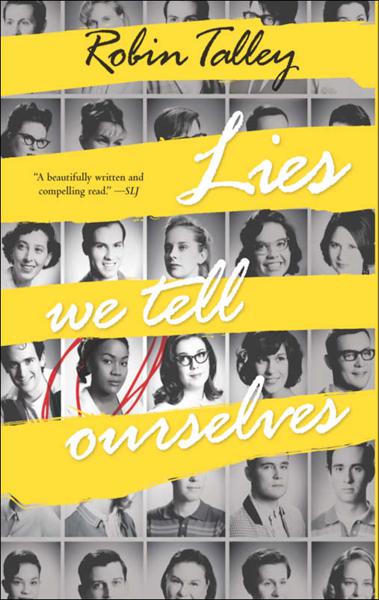 Robin Talley
Lies
"A beautifully written and
compelling read." —SLJ
we tell
ourselves